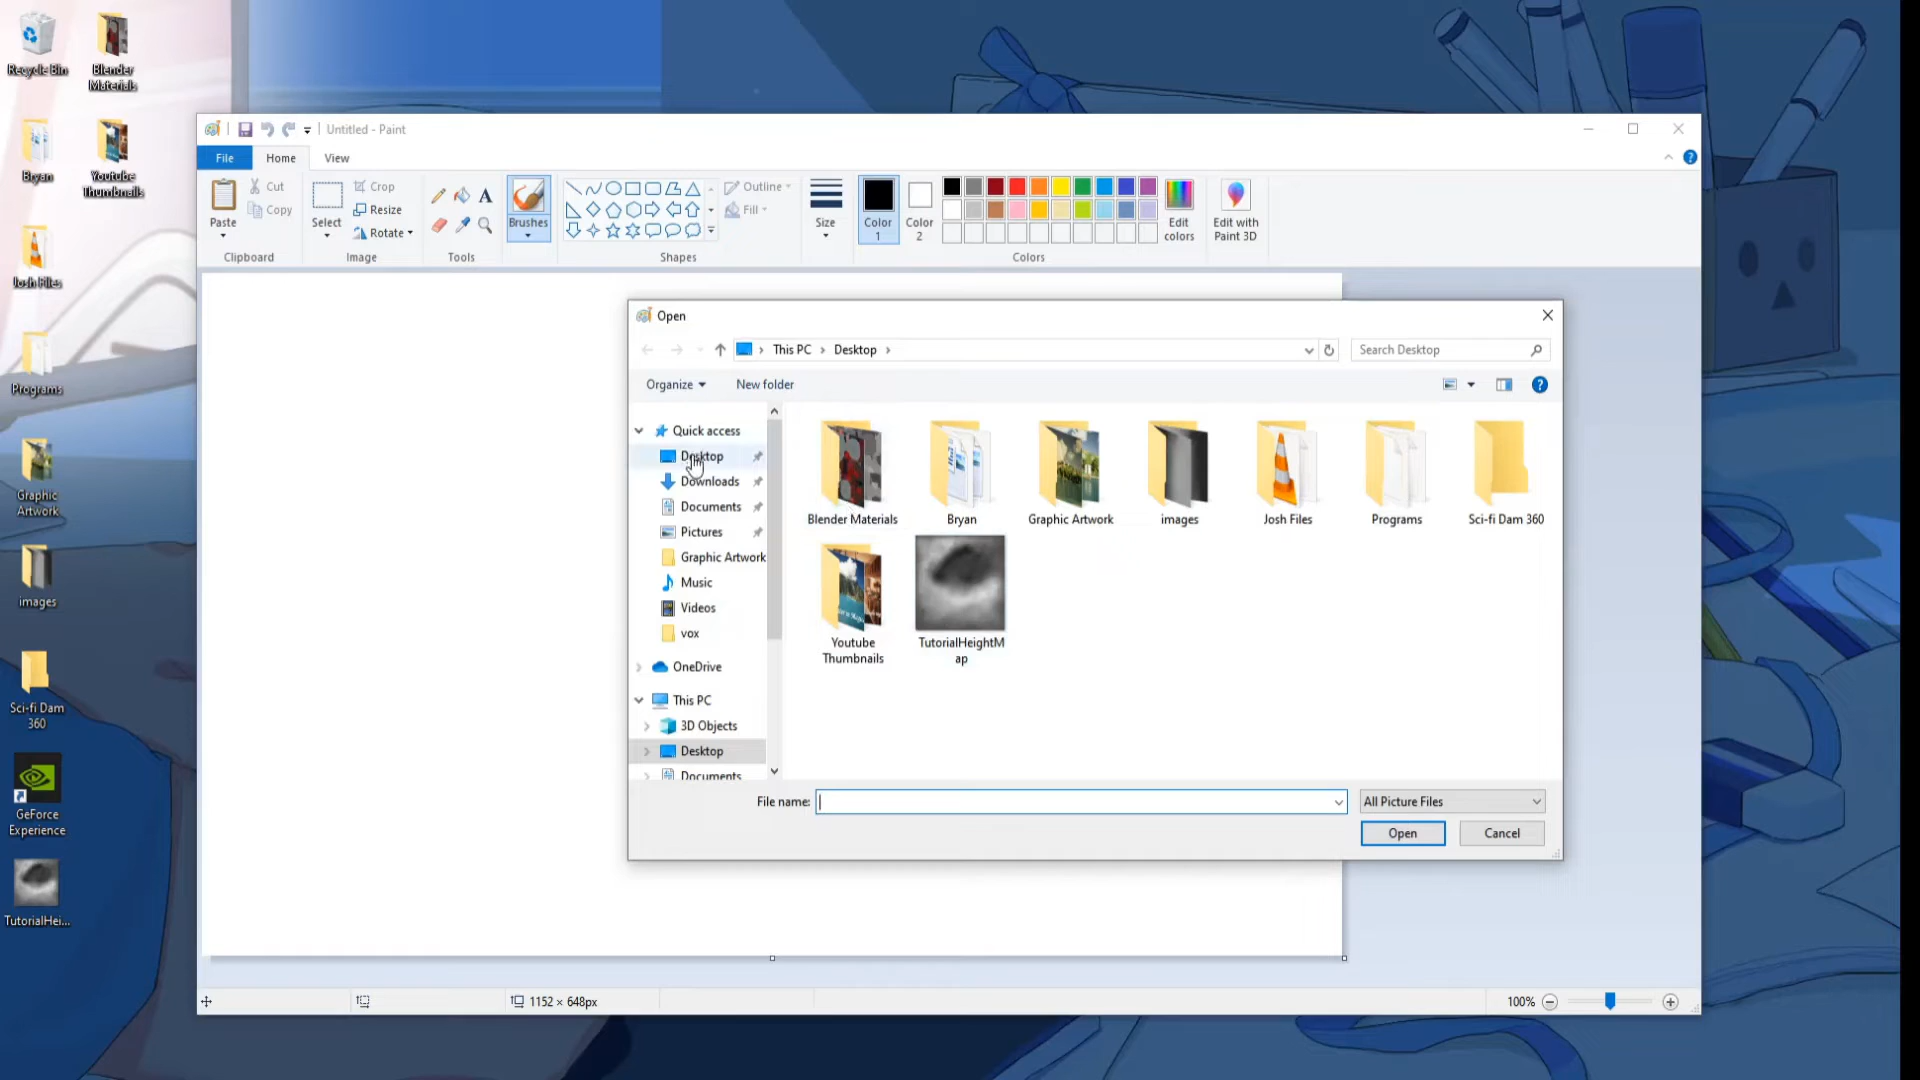 Recycle Bin
Blender
Materials
Bryan
Youtube
Thumbnails
Josh Files
Programs
Graphic
Artwork
images
Sci-fi Dam
360
GeForce
Experience
TutorialHei...
Untitled - Paint
File
Home
View
Paste
Cut
Copy
Clipboard
Select
Crop
Resize
Rotate
Image
A
Tools
Brushes
Outline
Fill
Shapes
Size
Color
1
Color
2
Edit
colors
Colors
Edit with
Paint 3D
Open
This PC
Desktop
Search Desktop
Organize
New folder
Quick access
Desktop
Downloads
Documents
Pictures
Graphic Artwork
Music
Videos
vox
OneDrive
This PC
3D Objects
Desktop
Documents
Blender Materials
Bryan
Graphic Artwork
images
Josh Files
Programs
Sci-fi Dam 360
Youtube
Thumbnails
TutorialHeightM
ap
File name:
All Picture Files
Open
Cancel
1152 × 648px
100%